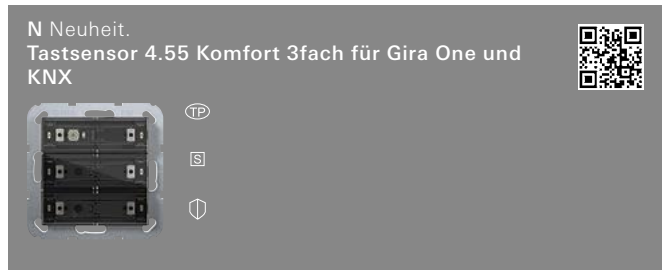 N Neuheit.
Tastsensor 4.55 Komfort 3fach für Gira One und
KNX
TP
S